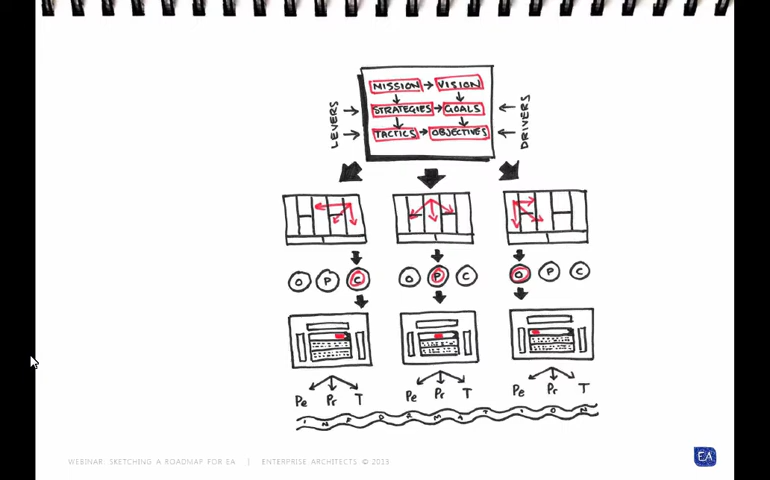 MISSION → VISION
LEVERS
STRATEGIES → GOALS
DRIVERS
TACTICS → OBJECTIVES
O P C O P C O P C
Pe Pr T Pe Pr T Pe Pr T
INFORMATION
WEBINAR: SKETCHING A ROADMAP FOR EA | ENTERPRISE ARCHITECTS © 2013
EA